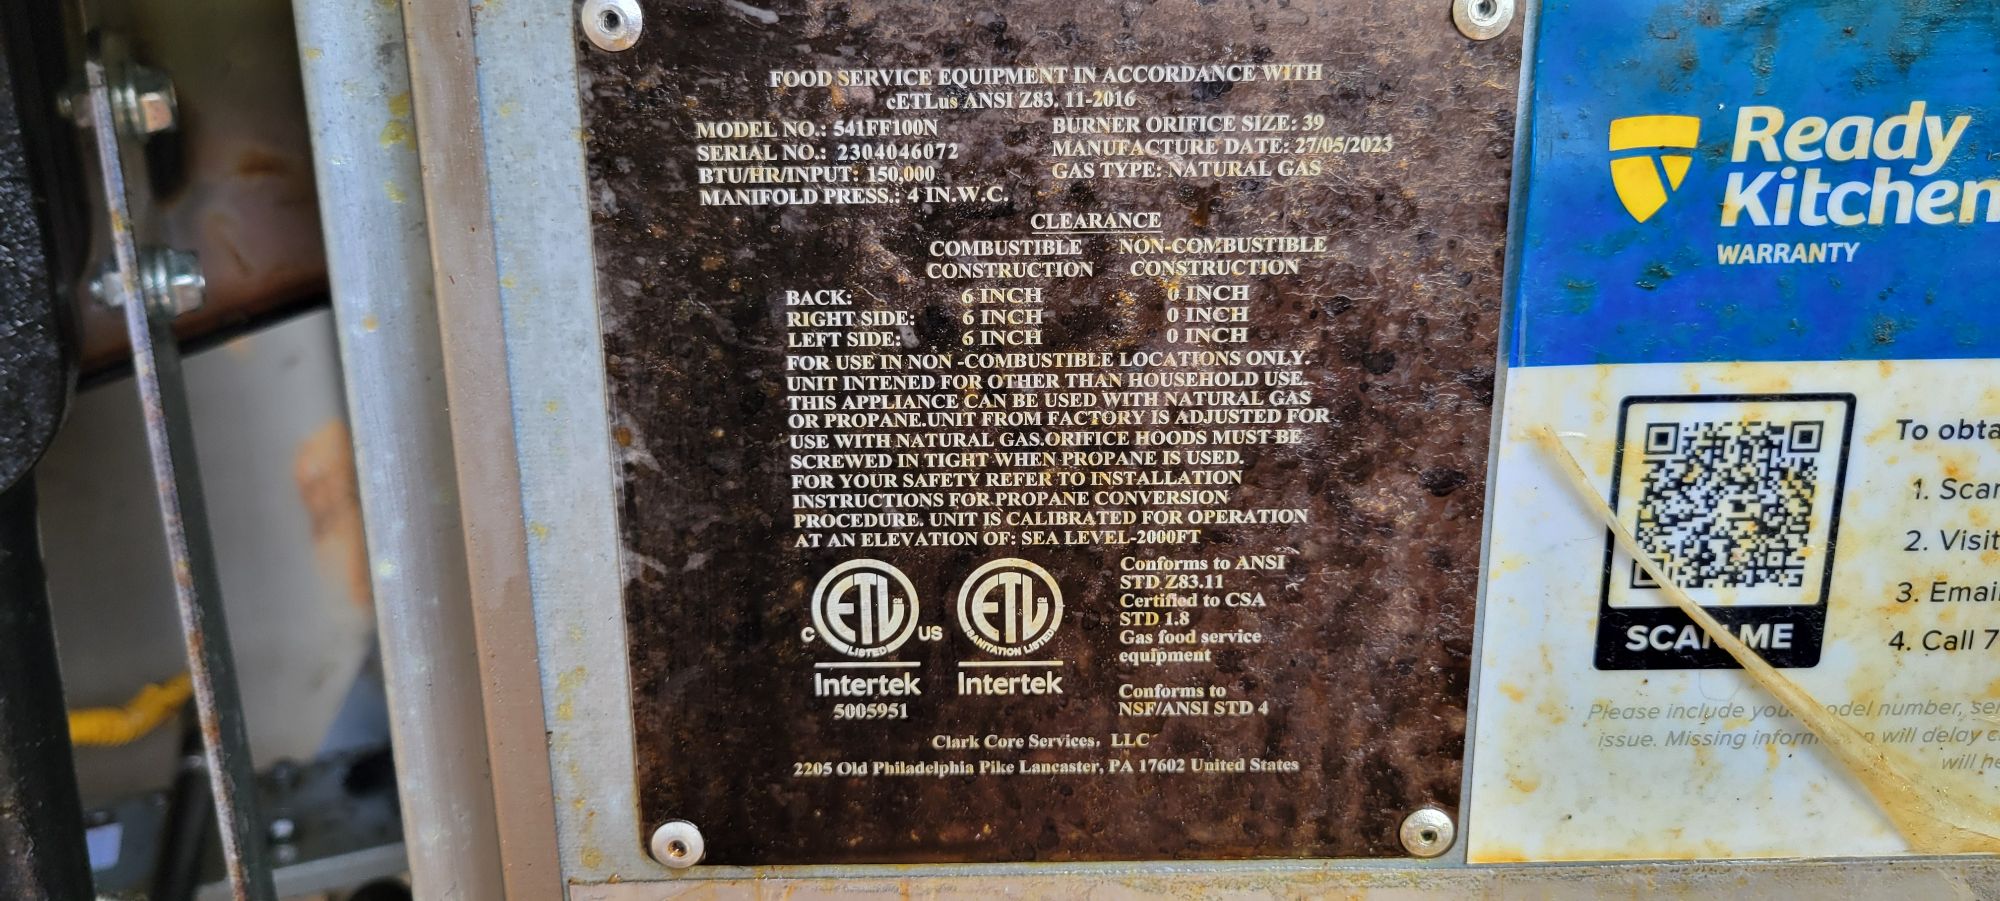 FOOD SERVICE EQUIPMENT IN ACCORDANCE WITH
cETLus ANSI Z83. 11-2016
MODEL NO.: 541FF100N BURNER ORIFICE SIZE: 39
SERIAL NO.: 2304046072 MANUFACTURE DATE: 27/05/2023
BTU/HR/INPUT: 150,000 GAS TYPE: NATURAL GAS
MANIFOLD PRESS.: 4 IN.W.C.
CLEARANCE
COMBUSTIBLE NON-COMBUSTIBLE
CONSTRUCTION CONSTRUCTION
BACK: 6 INCH 0 INCH
RIGHT SIDE: 6 INCH 0 INCH
LEFT SIDE: 6 INCH 0 INCH
FOR USE IN NON -COMBUSTIBLE LOCATIONS ONLY.
UNIT INTENED FOR OTHER THAN HOUSEHOLD USE.
THIS APPLIANCE CAN BE USED WITH NATURAL GAS
OR PROPANE.UNIT FROM FACTORY IS ADJUSTED FOR
USE WITH NATURAL GAS.ORIFICE HOODS MUST BE
SCREWED IN TIGHT WHEN PROPANE IS USED.
FOR YOUR SAFETY REFER TO INSTALLATION
INSTRUCTIONS FOR PROPANE CONVERSION
PROCEDURE. UNIT IS CALIBRATED FOR OPERATION
AT AN ELEVATION OF: SEA LEVEL-2000FT
C ETL CM US
LISTED
Intertek
5005951
ETL CM
SANITATION LISTED
Intertek
Conforms to ANSI
STD Z83.11
Certified to CSA
STD 1.8
Gas food service
equipment
Conforms to
NSF/ANSI STD 4
Clark Core Services, LLC
2205 Old Philadelphia Pike Lancaster, PA 17602 United States
Ready
Kitchen
WARRANTY
SCAN ME
To obta
1. Scan
2. Visit
3. Email
4. Call 7
Please include your model number, ser
issue. Missing information will delay c
will he